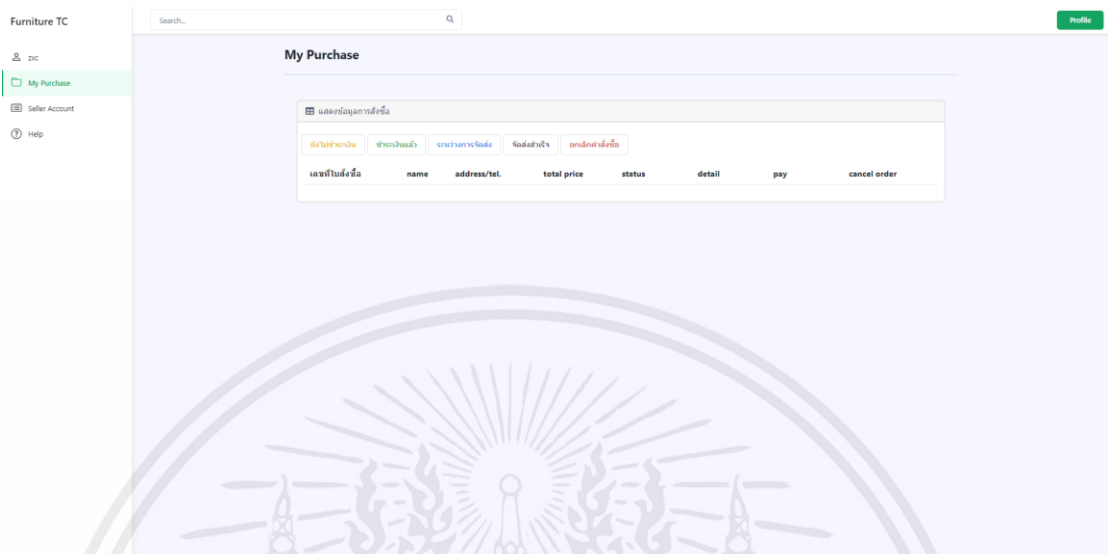 Furniture TC
Search...
Profile
zxc
My Purchase
Seller Account
Help
My Purchase
แสดงข้อมูลการสั่งซื้อ
ยังไม่ชำระเงิน ชำระเงินแล้ว ระหว่างการจัดส่ง จัดส่งสำเร็จ ยกเลิกคำสั่งซื้อ
เลขที่ใบสั่งซื้อ name address/tel. total price status detail pay cancel order